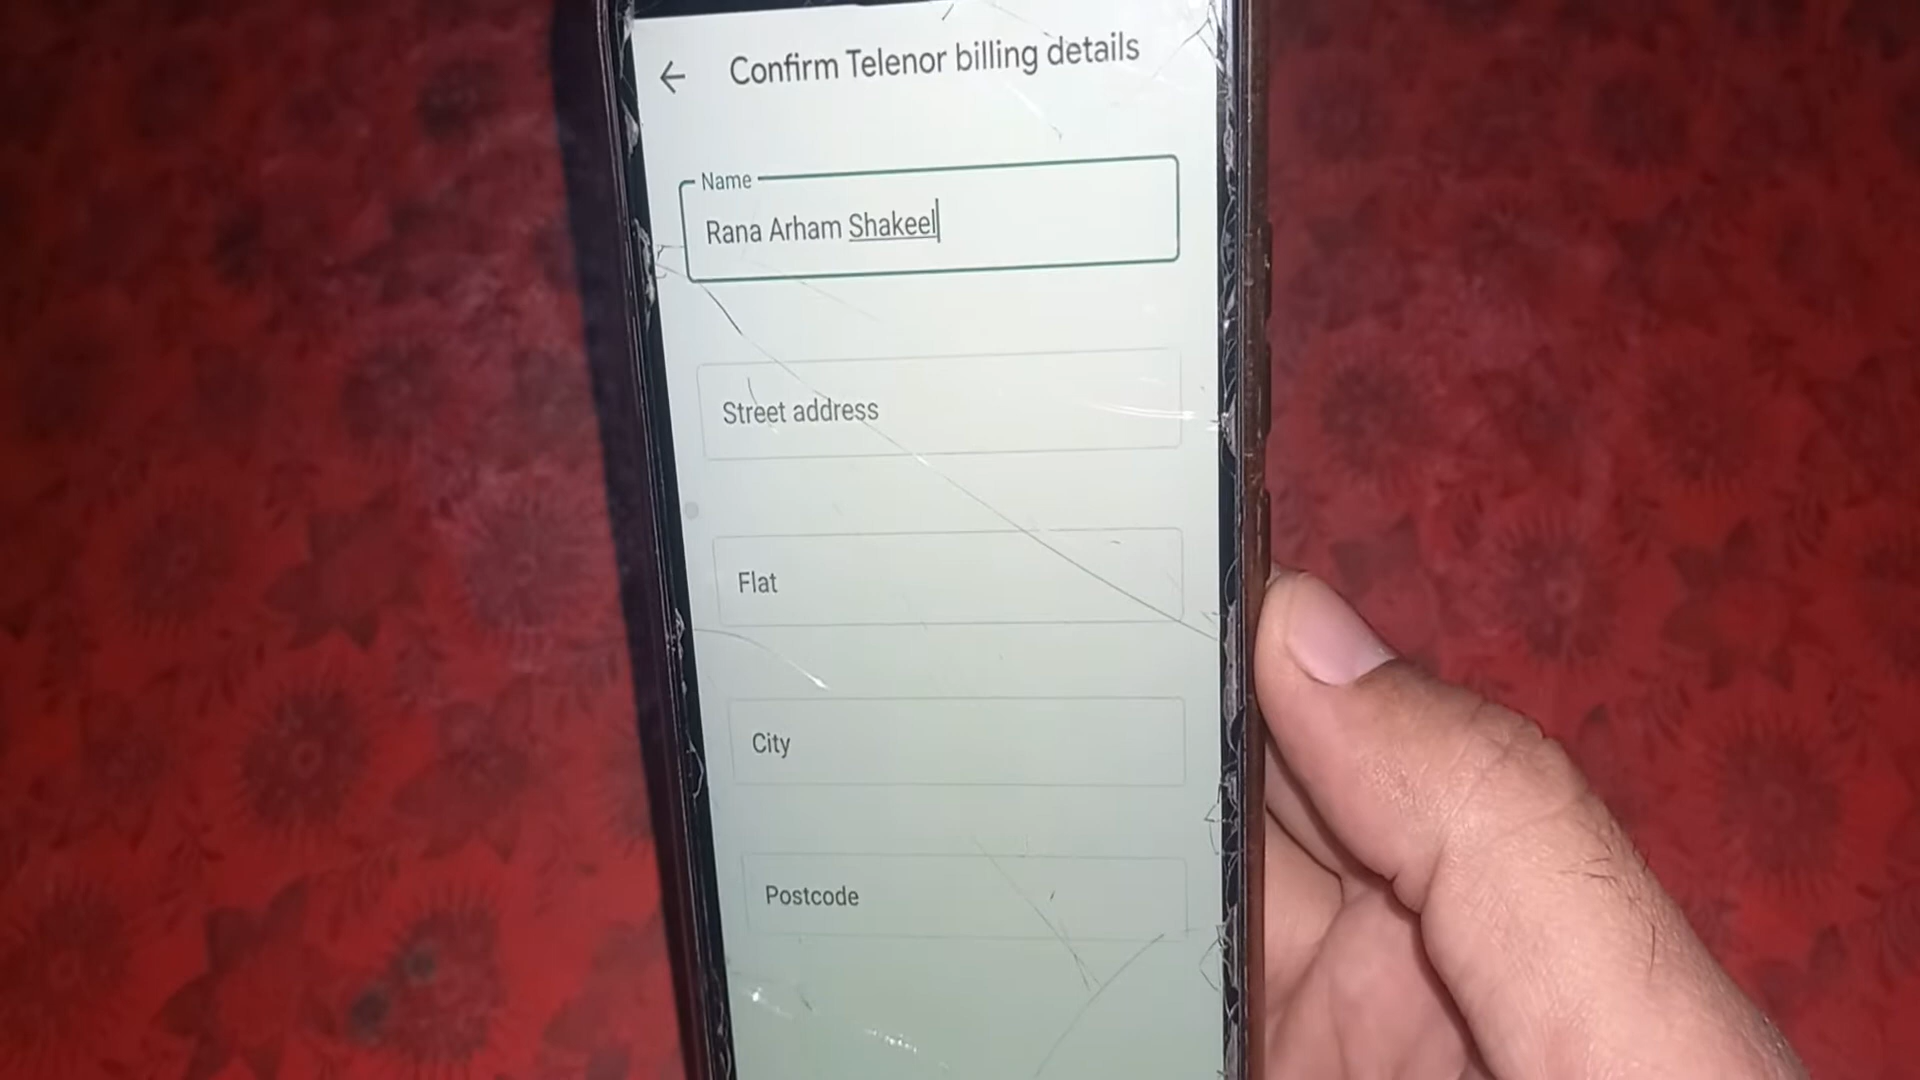 Confirm Telenor billing details
Name
Rana Arham Shakeel
Street address
Flat
City
Postcode